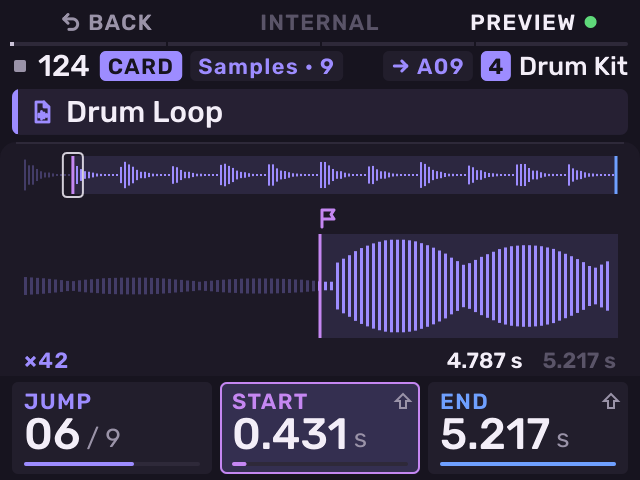 BACK INTERNAL PREVIEW
124 CARD Samples • 9 → A09 4 Drum Kit
Drum Loop
×42 4.787 s 5.217 s
JUMP START END
06 / 9 0.431 s 5.217 s